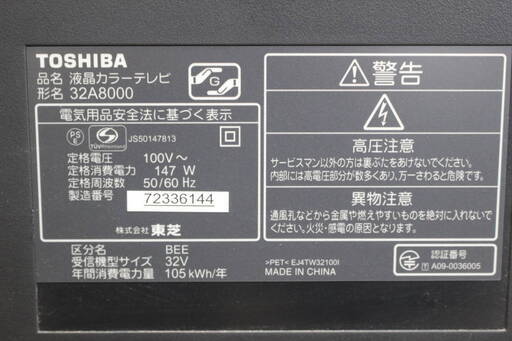 TOSHIBA
品名 液晶カラーテレビ
形名 32A8000
G
電気用品安全法に基づく表示
PS
E
S
TÜVRheinland
JS50147813
定格電圧 100V～
定格消費電力 147 W
定格周波数 50/60 Hz
製造番号 72336144
株式会社 東芝
区分名 BEE
受信機型サイズ 32V
年間消費電力量 105 kWh/年
警告
高圧注意
サービスマン以外の方は裏ぶたをあけないでください。
内部には高電圧部分が数多くあり、万一さわると危険です。
異物注意
通風孔などから金属や燃えやすいものを絶対に入れないで
ください。火災・感電の原因となります。
>PET< EJ4TW32100I
MADE IN CHINA
認証番号
T A09-0036005